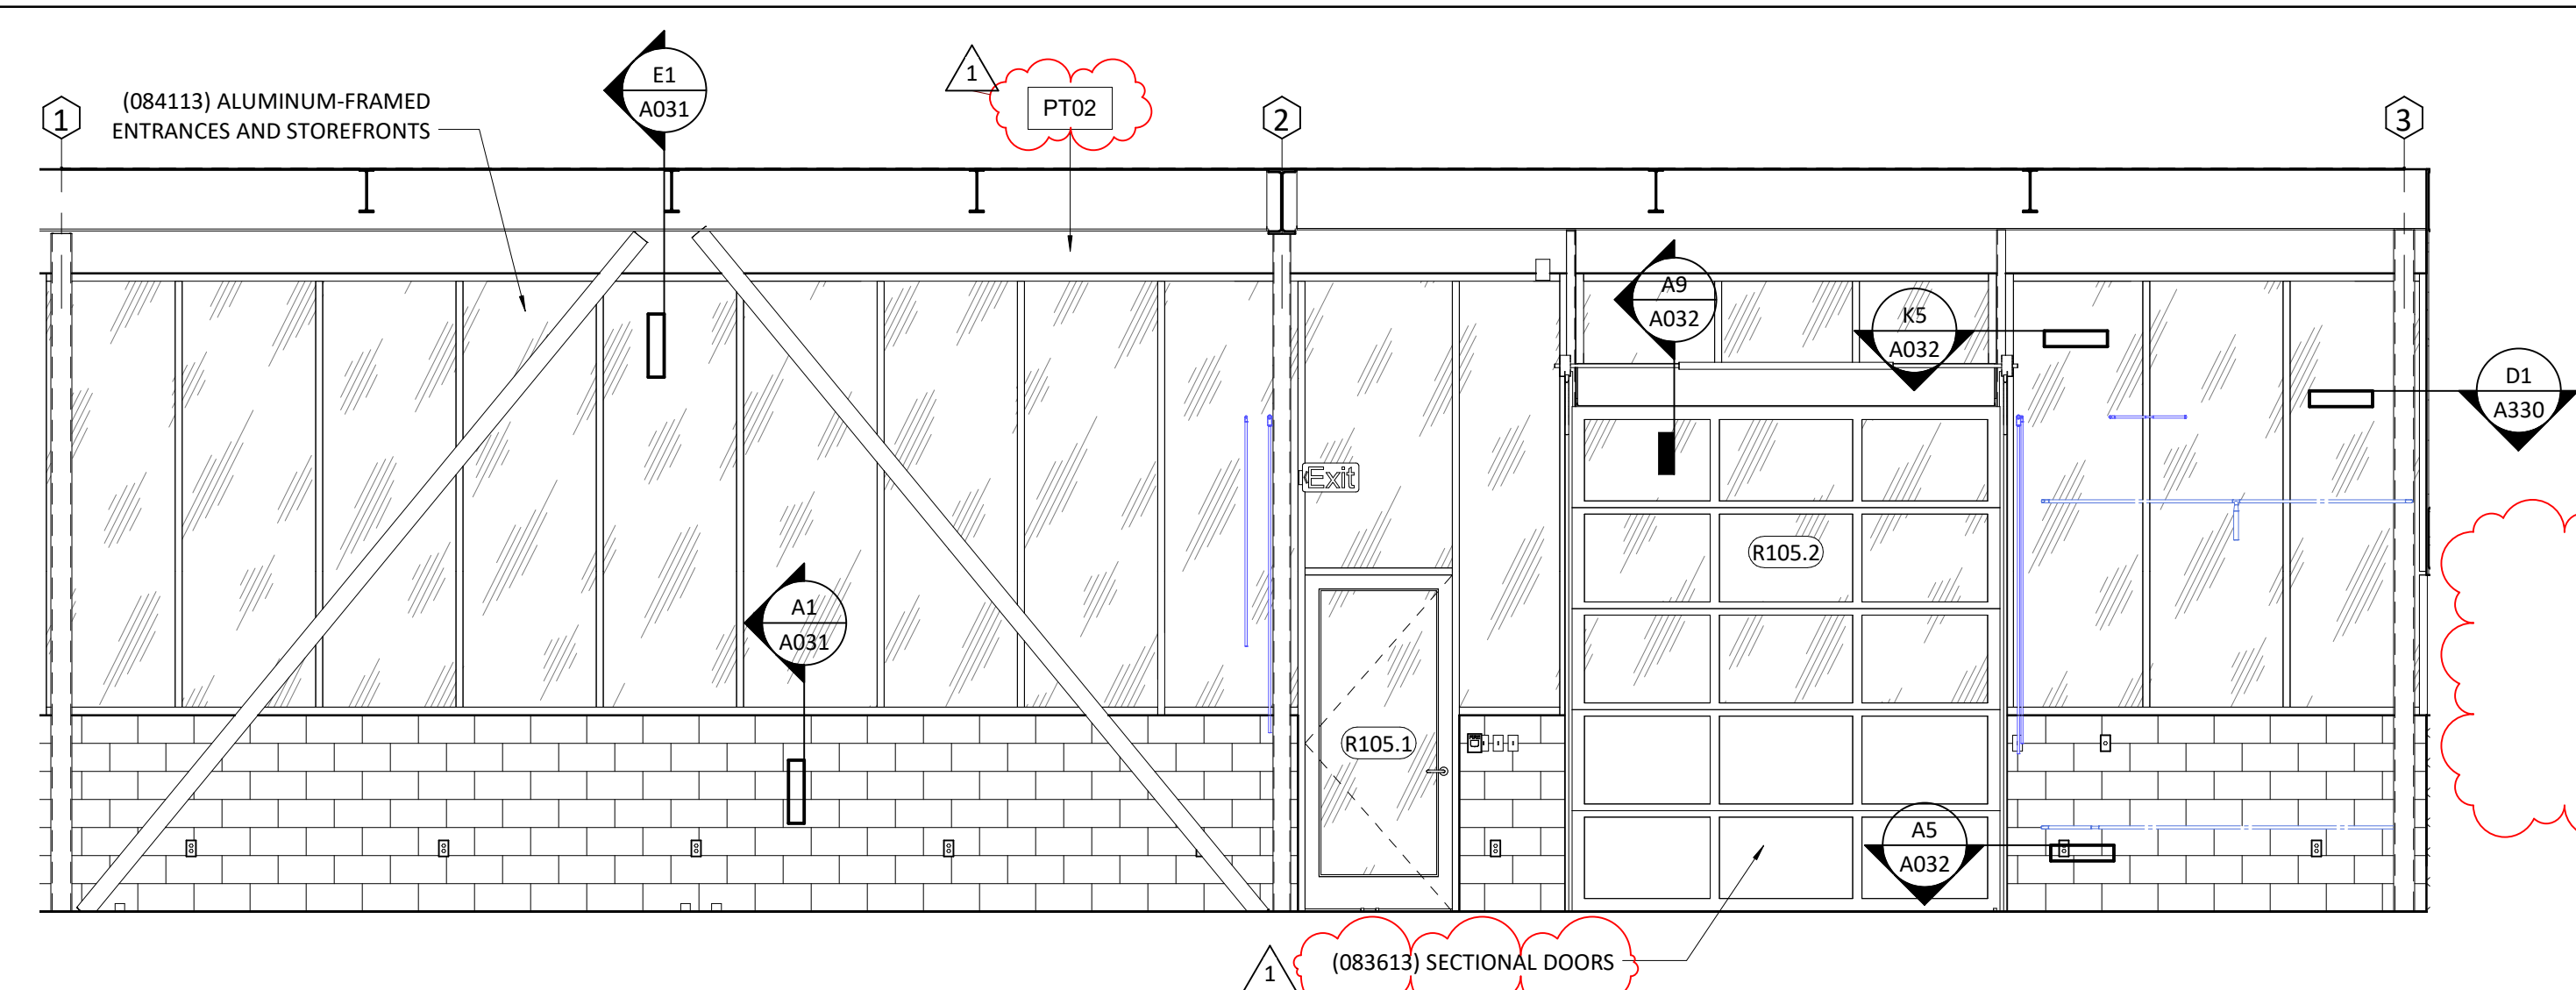 E1
A031
1
PT02
(084113) ALUMINUM-FRAMED
ENTRANCES AND STOREFRONTS
1
2
3
A9
A032
K5
A032
D1
A330
Exit
R105.2
A1
A031
R105.1
A5
A032
(083613) SECTIONAL DOORS
1